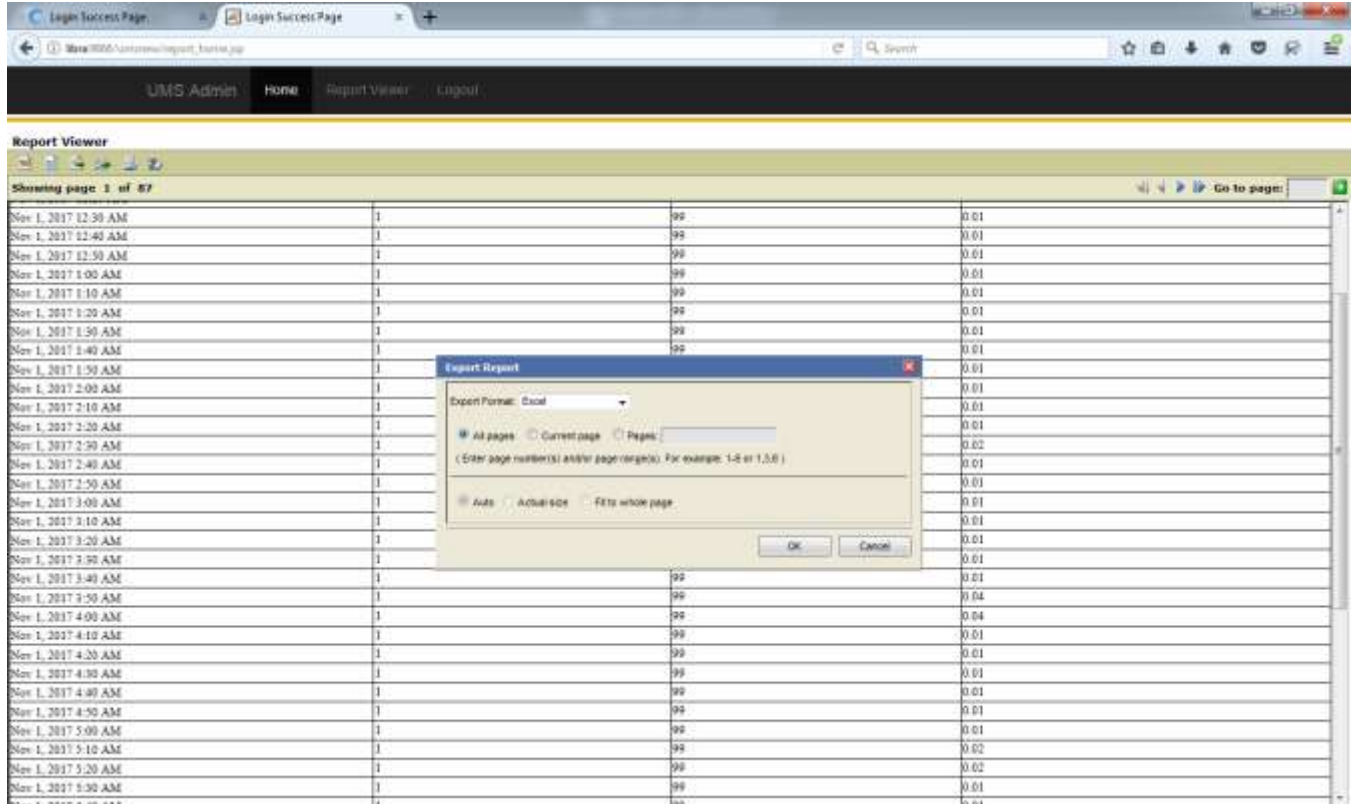 Login Success Page
Login Success Page
Search
UMS Admin Home Report Viewer Logout
Report Viewer
Showing page 1 of 87 Go to page:
Nov 1, 2017 12:30 AM 1 99 0.01
Nov 1, 2017 12:40 AM 1 99 0.01
Nov 1, 2017 12:50 AM 1 99 0.01
Nov 1, 2017 1:00 AM 1 99 0.01
Nov 1, 2017 1:10 AM 1 99 0.01
Nov 1, 2017 1:20 AM 1 99 0.01
Nov 1, 2017 1:30 AM 1 99 0.01
Nov 1, 2017 1:40 AM 1 99 0.01
Nov 1, 2017 1:50 AM 1 0.01
Nov 1, 2017 2:00 AM 1 0.01
Nov 1, 2017 2:10 AM 1 0.01
Nov 1, 2017 2:20 AM 1 0.01
Nov 1, 2017 2:30 AM 1 0.02
Nov 1, 2017 2:40 AM 1 0.01
Nov 1, 2017 2:50 AM 1 0.01
Nov 1, 2017 3:00 AM 1 0.01
Nov 1, 2017 3:10 AM 1 0.01
Nov 1, 2017 3:20 AM 1 0.01
Nov 1, 2017 3:30 AM 1 0.01
Nov 1, 2017 3:40 AM 1 99 0.01
Nov 1, 2017 3:50 AM 1 99 0.04
Nov 1, 2017 4:00 AM 1 99 0.04
Nov 1, 2017 4:10 AM 1 99 0.01
Nov 1, 2017 4:20 AM 1 99 0.01
Nov 1, 2017 4:30 AM 1 99 0.01
Nov 1, 2017 4:40 AM 1 99 0.01
Nov 1, 2017 4:50 AM 1 99 0.01
Nov 1, 2017 5:00 AM 1 99 0.01
Nov 1, 2017 5:10 AM 1 99 0.02
Nov 1, 2017 5:20 AM 1 99 0.02
Nov 1, 2017 5:30 AM 1 99 0.01
Export Report
Export Format: Excel
All pages Current page Pages:
( Enter page number(s) and/or page range(s). For example: 1-6 or 1,3,6 )
Auto Actual size Fit to whole page
OK Cancel